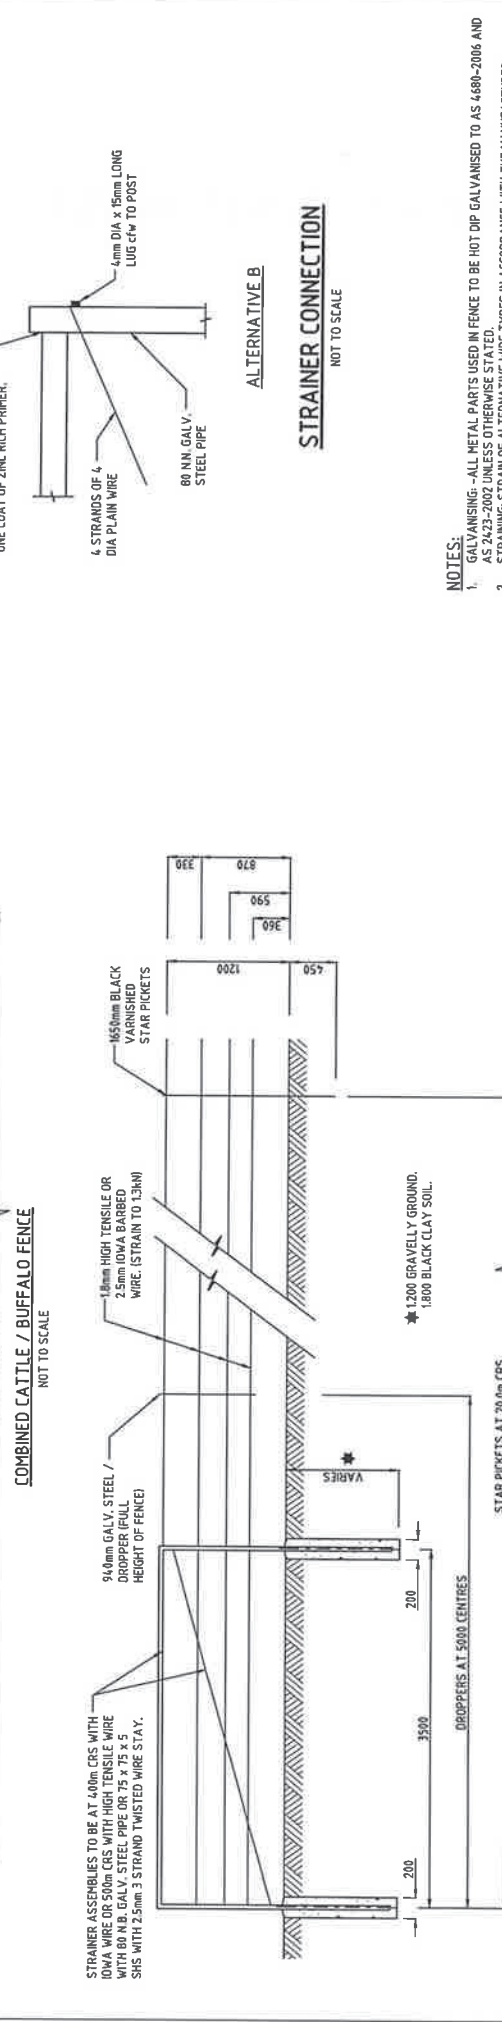 ONE COAT OF ZINC RICH PRIMER.
4mm DIA x 15mm LONG
LUG cfw TO POST
4 STRANDS OF 4
DIA PLAIN WIRE
80 N.N. GALV.
STEEL PIPE
ALTERNATIVE B
STRAINER CONNECTION
NOT TO SCALE
NOTES:
1. GALVANISING: -ALL METAL PARTS USED IN FENCE TO BE HOT DIP GALVANISED TO AS 4680-2006 AND
AS 2423-2002 UNLESS OTHERWISE STATED.
COMBINED CATTLE / BUFFALO FENCE
NOT TO SCALE
STRAINER ASSEMBLIES TO BE AT 400m CRS WITH
IOWA WIRE OR 500m CRS WITH HIGH TENSILE WIRE
WITH 80 N.B. GALV. STEEL PIPE OR 75 x 75 x 5
SHS WITH 2.5mm 3 STRAND TWISTED WIRE STAY.
940mm GALV. STEEL /
DROPPER (FULL
HEIGHT OF FENCE)
1.8mm HIGH TENSILE OR
2.5mm IOWA BARBED
WIRE. (STRAIN TO 1.3kN)
1650mm BLACK
VARNISHED
STAR PICKETS
330
870
590
360
1200
450
VARIES
★
★ 1.200 GRAVELLY GROUND.
1.800 BLACK CLAY SOIL.
200
200
3500
DROPPERS AT 5000 CENTRES
STAR PICKETS AT 20.0m CRS